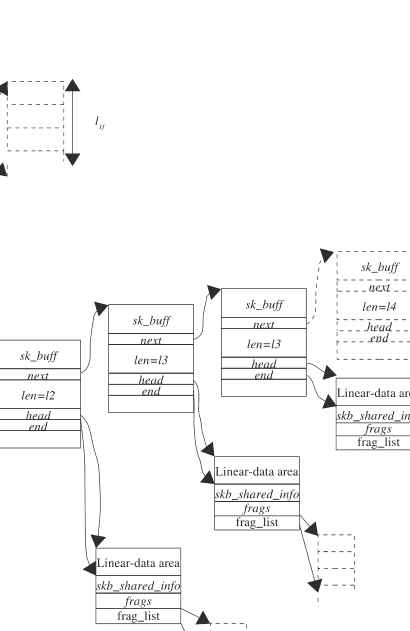 l_lf
sk_buff
next
len=l2
head
end
sk_buff
next
len=l3
head
end
sk_buff
next
len=l3
head
end
sk_buff
next
len=l4
head
end
Linear-data are
skb_shared_in
frags
frag_list
Linear-data area
skb_shared_info
frags
frag_list
Linear-data area
skb_shared_info
frags
frag_list